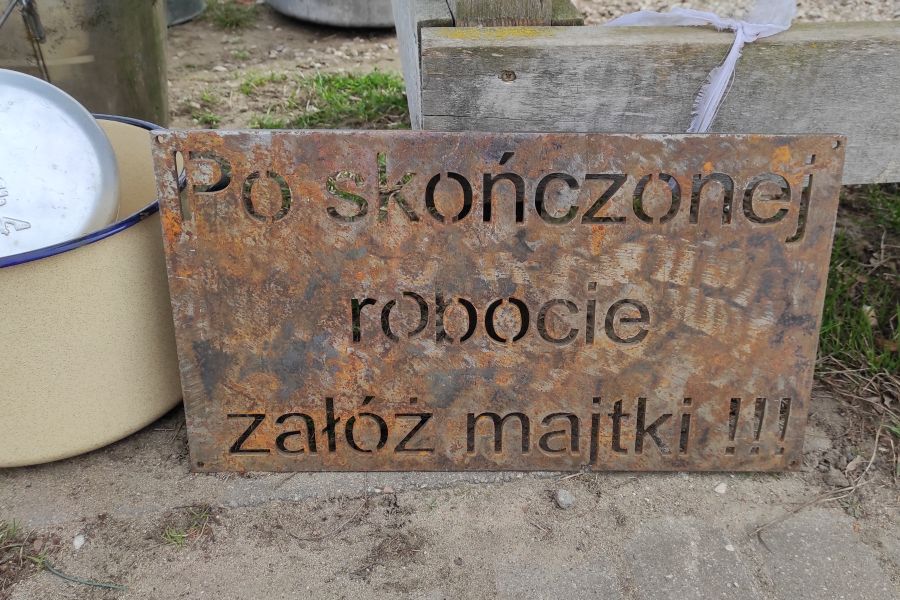 Po skończonej
robocie
załóż majtki !!!